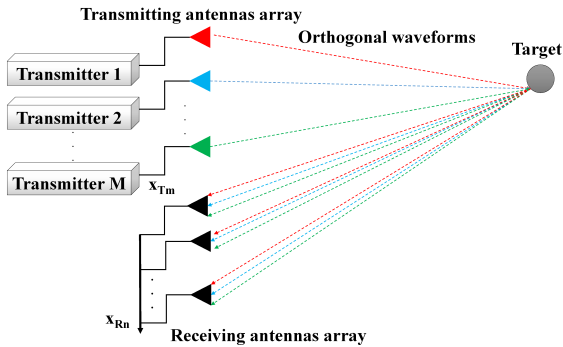 Transmitting antennas array
Orthogonal waveforms
Target
Transmitter 1
Transmitter 2
Transmitter M
xTm
xRn
Receiving antennas array